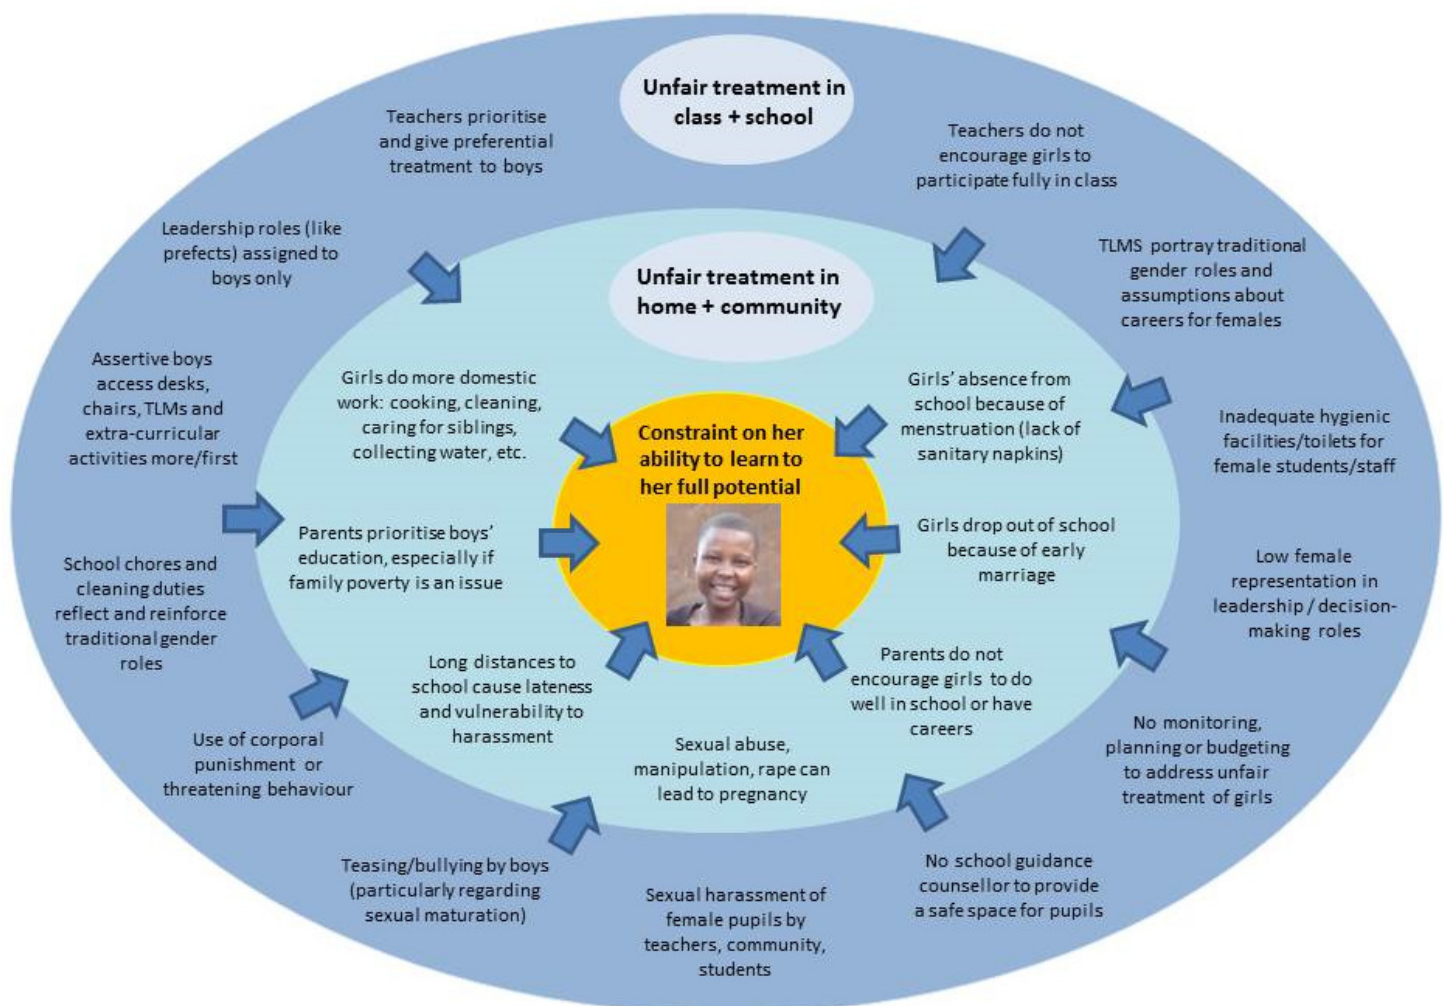 Unfair treatment in
class + school
Teachers prioritise
and give preferential
treatment to boys
Teachers do not
encourage girls to
participate fully in class
Leadership roles (like
prefects) assigned to
boys only
TLMS portray traditional
gender roles and
assumptions about
careers for females
Assertive boys
access desks,
chairs, TLMs and
extra-curricular
activities more/first
Inadequate hygienic
facilities/toilets for
female students/staff
School chores and
cleaning duties
reflect and reinforce
traditional gender
roles
Low female
representation in
leadership / decision-
making roles
Use of corporal
punishment or
threatening behaviour
No monitoring,
planning or budgeting
to address unfair
treatment of girls
Teasing/bullying by boys
(particularly regarding
sexual maturation)
Sexual harassment of
female pupils by
teachers, community,
students
No school guidance
counsellor to provide
a safe space for pupils
Unfair treatment in
home + community
Girls do more domestic
work: cooking, cleaning,
caring for siblings,
collecting water, etc.
Girls' absence from
school because of
menstruation (lack of
sanitary napkins)
Parents prioritise boys'
education, especially if
family poverty is an issue
Girls drop out of school
because of early
marriage
Long distances to
school cause lateness
and vulnerability to
harassment
Sexual abuse,
manipulation, rape can
lead to pregnancy
Parents do not
encourage girls to do
well in school or have
careers
Constraint on her
ability to learn to
her full potential